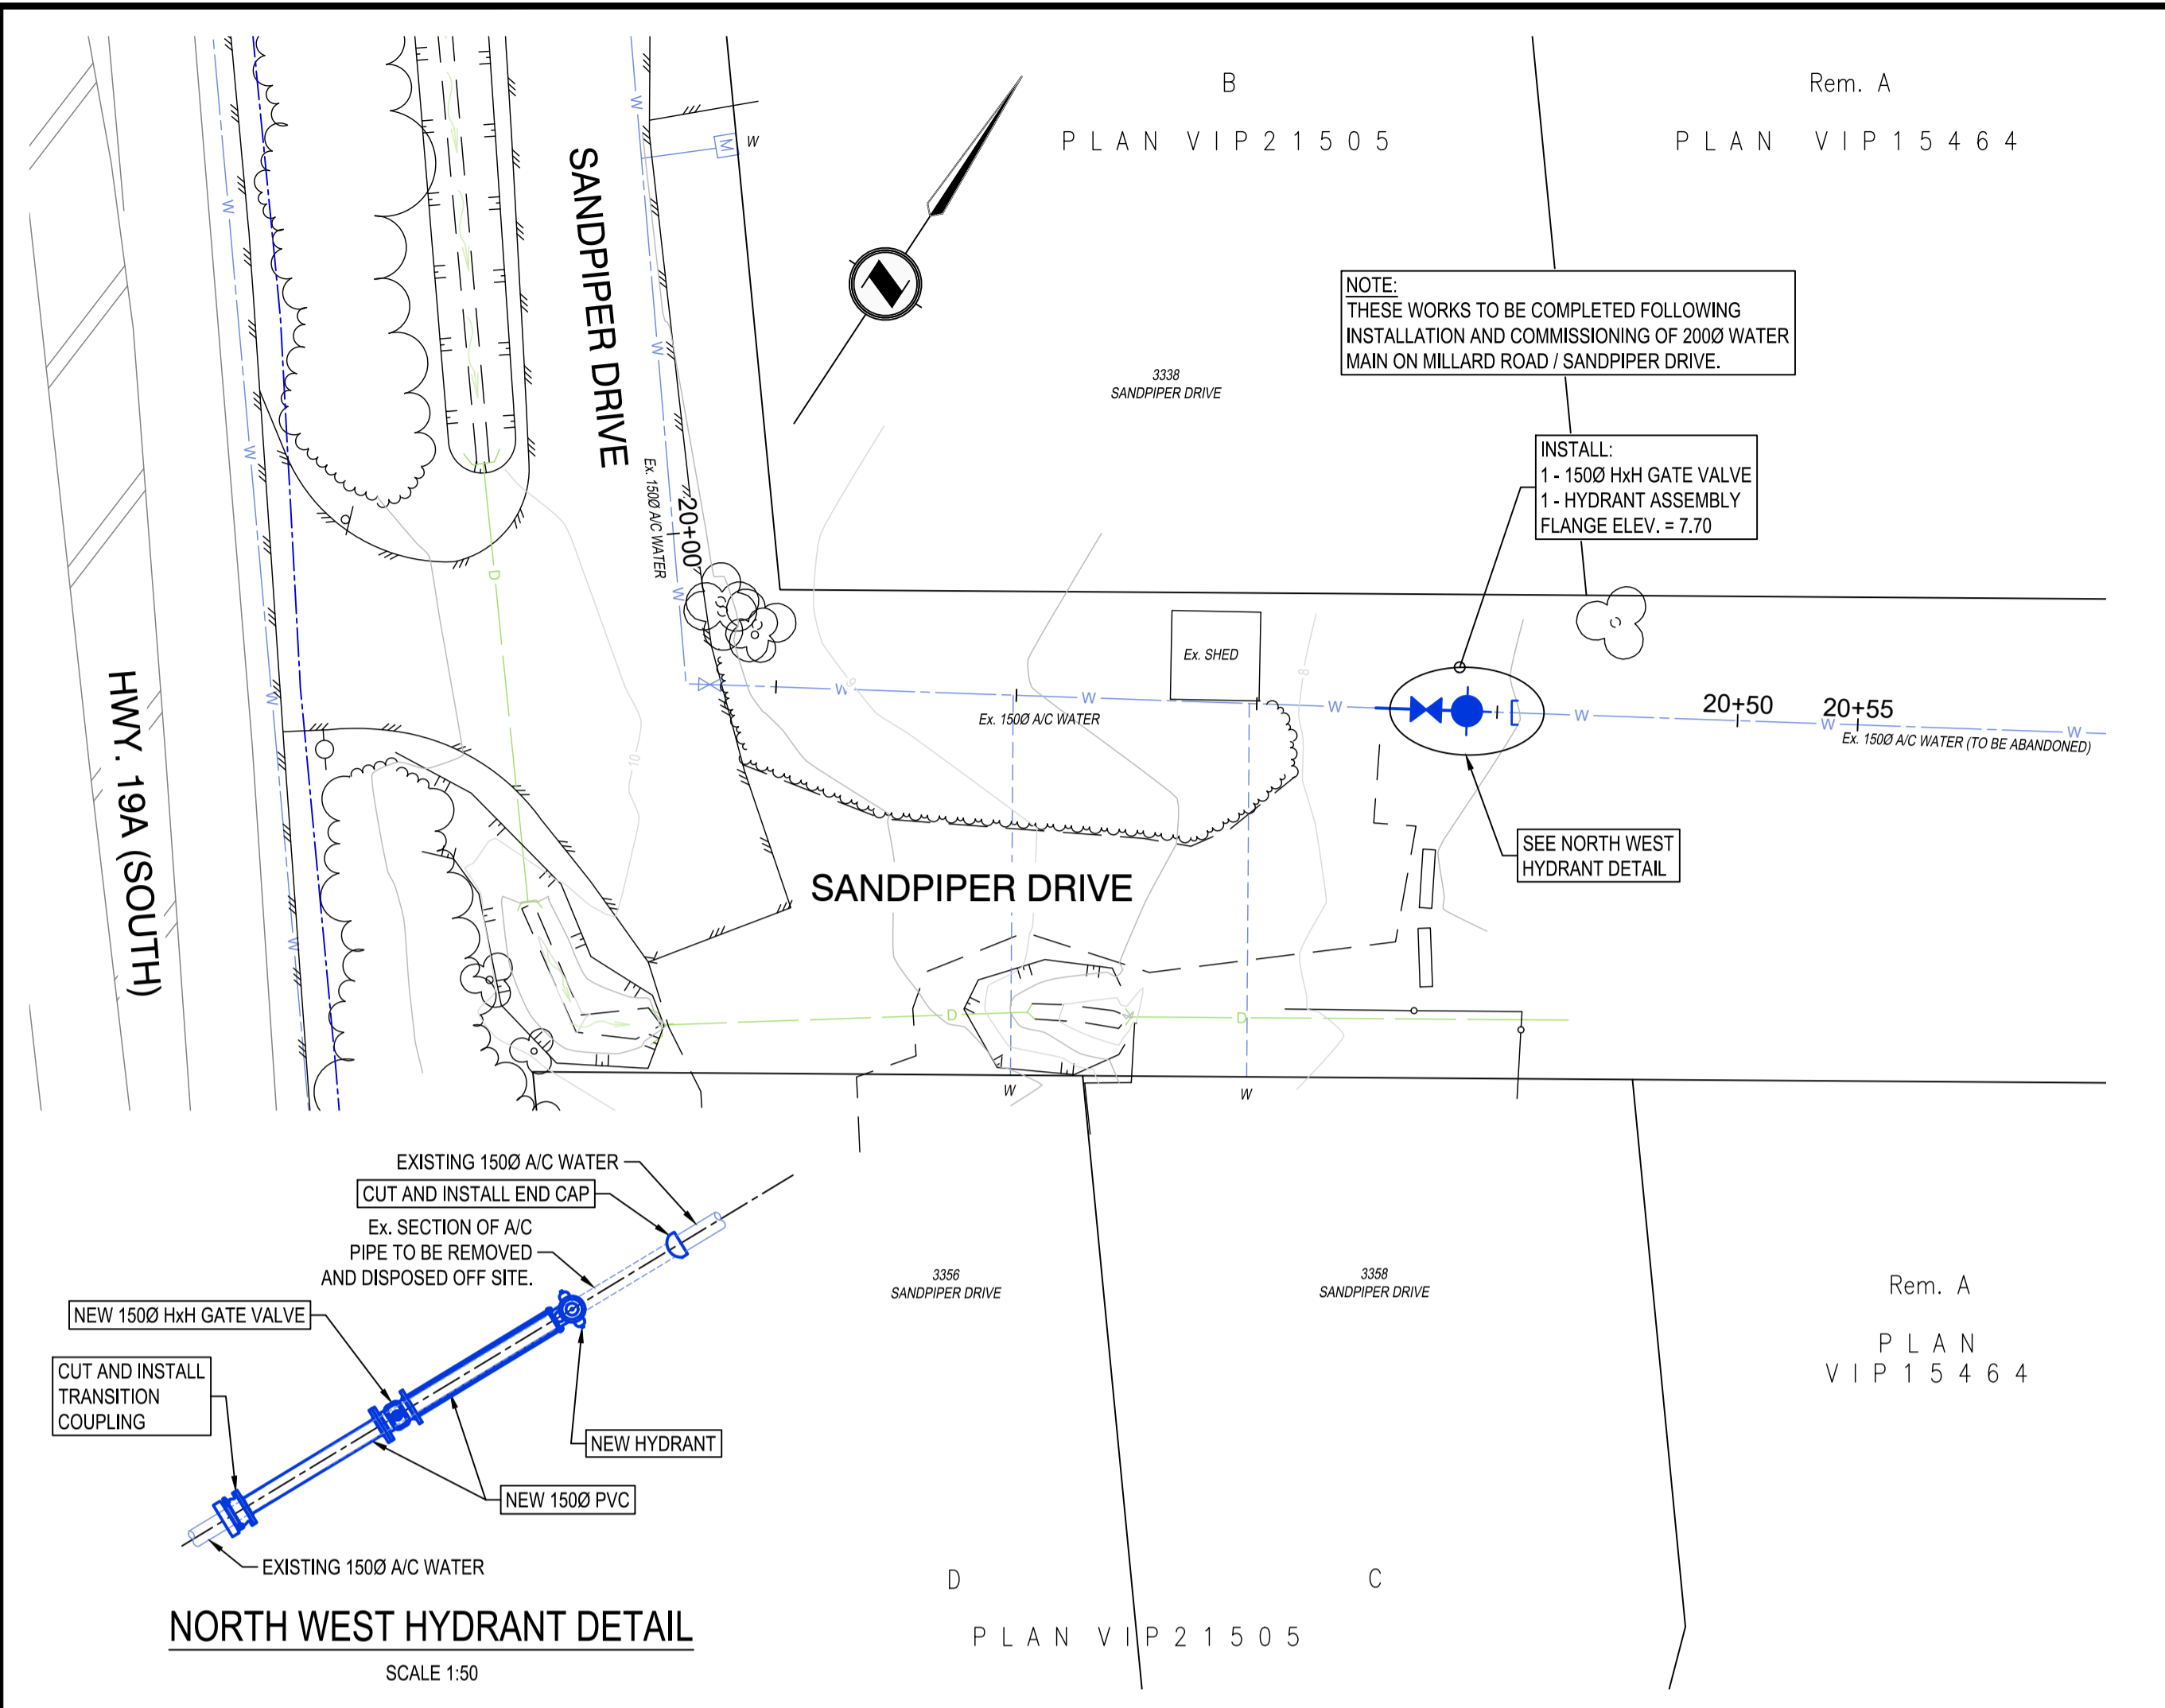 B
PLAN VIP21505
Rem. A
PLAN VIP15464
SANDPIPER DRIVE
W
W
W
M
W
NOTE:
THESE WORKS TO BE COMPLETED FOLLOWING
INSTALLATION AND COMMISSIONING OF 200Ø WATER
MAIN ON MILLARD ROAD / SANDPIPER DRIVE.
3338
SANDPIPER DRIVE
INSTALL:
1 - 150Ø HxH GATE VALVE
1 - HYDRANT ASSEMBLY
FLANGE ELEV. = 7.70
W
W
Ex. 150Ø A/C WATER
20+00
D
W
Ex. SHED
HWY. 19A (SOUTH)
W
W
W
W
W
W
9
8
10
Ex. 150Ø A/C WATER
20+50
20+55
W
W
Ex. 150Ø A/C WATER (TO BE ABANDONED)
SEE NORTH WEST
HYDRANT DETAIL
SANDPIPER DRIVE
W
D
D
W
W
EXISTING 150Ø A/C WATER
CUT AND INSTALL END CAP
Ex. SECTION OF A/C
PIPE TO BE REMOVED
AND DISPOSED OFF SITE.
NEW 150Ø HxH GATE VALVE
CUT AND INSTALL
TRANSITION
COUPLING
NEW HYDRANT
NEW 150Ø PVC
EXISTING 150Ø A/C WATER
3356
SANDPIPER DRIVE
3358
SANDPIPER DRIVE
Rem. A
PLAN
VIP15464
D
C
PLAN VIP21505
NORTH WEST HYDRANT DETAIL
SCALE 1:50